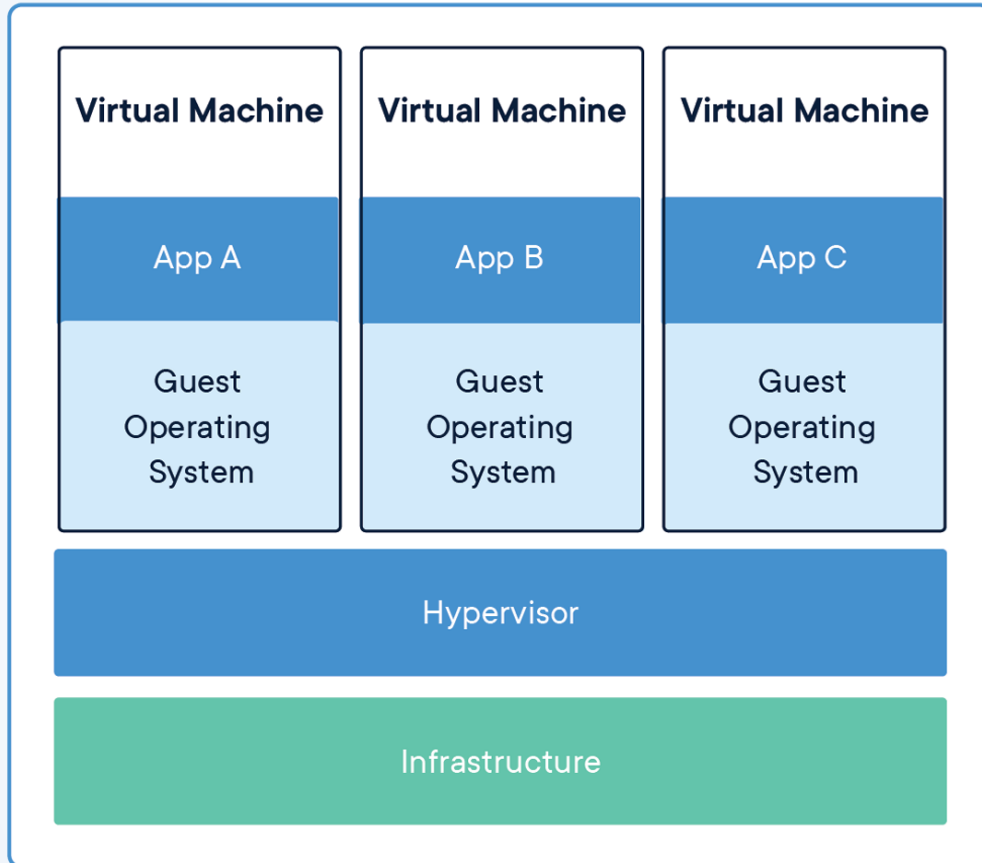 Virtual Machine
Virtual Machine
Virtual Machine
App A
App B
App C
Guest
Operating
System
Guest
Operating
System
Guest
Operating
System
Hypervisor
Infrastructure